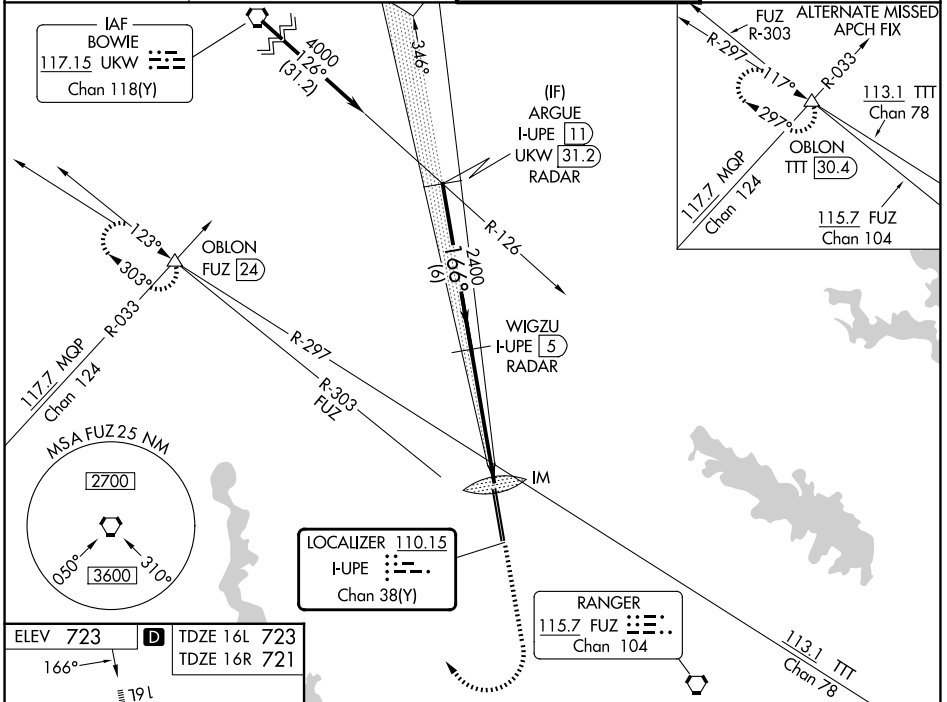 IAF
BOWIE
117.15 UKW
Chan 118(Y)
4000
126°
(31.2)
346°
(IF)
ARGUE
I-UPE 11
UKW 31.2
RADAR
R-126
2400
166°
(6)
WIGZU
I-UPE 5
RADAR
IM
ALTERNATE MISSED
APCH FIX
FUZ
R-303
R-297
117°
297°
R-033
113.1 TTT
Chan 78
OBLON
TTT 30.4
117.7 MQP
Chan 124
115.7 FUZ
Chan 104
123°
303°
OBLON
FUZ 24
R-033
117.7 MQP
Chan 124
R-297
R-303
FUZ
MSA FUZ 25 NM
2700
050°
310°
3600
LOCALIZER 110.15
I-UPE
Chan 38(Y)
RANGER
115.7 FUZ
Chan 104
113.1 TTT
Chan 78
ELEV 723
D
TDZE 16L 723
TDZE 16R 721
166°
16L